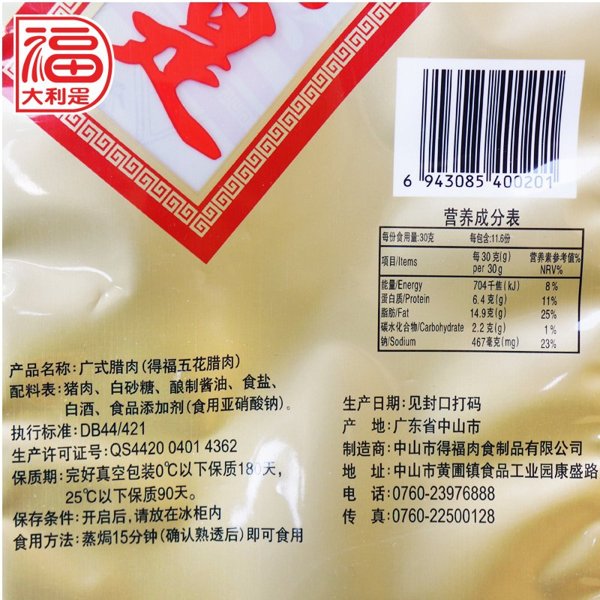 福
大利是
腊
6 943085 400201
营养成分表
每份食用量:30克 每包含:11.6份
项目/Items 每30克(g) per 30g 营养素参考值% NRV%
能量/Energy 704千焦(kJ) 8%
蛋白质/Protein 6.4克(g) 11%
脂肪/Fat 14.9克(g) 25%
碳水化合物/Carbohydrate 2.2克(g) 1%
钠/Sodium 467毫克(mg) 23%
产品名称:广式腊肉(得福五花腊肉)
配料表:猪肉、白砂糖、酿制酱油、食盐、
白酒、食品添加剂(食用亚硝酸钠)。
执行标准:DB44/421
生产许可证号:QS4420 0401 4362
保质期:完好真空包装0℃以下保质180天,
25℃以下保质90天。
保存条件:开启后,请放在冰柜内
食用方法:蒸焗15分钟(确认熟透后)即可食用
生产日期:见封口打码
产 地:广东省中山市
制造商:中山市得福肉食制品有限公司
地 址:中山市黄圃镇食品工业园康盛路
电 话:0760-23976888
传 真:0760-22500128